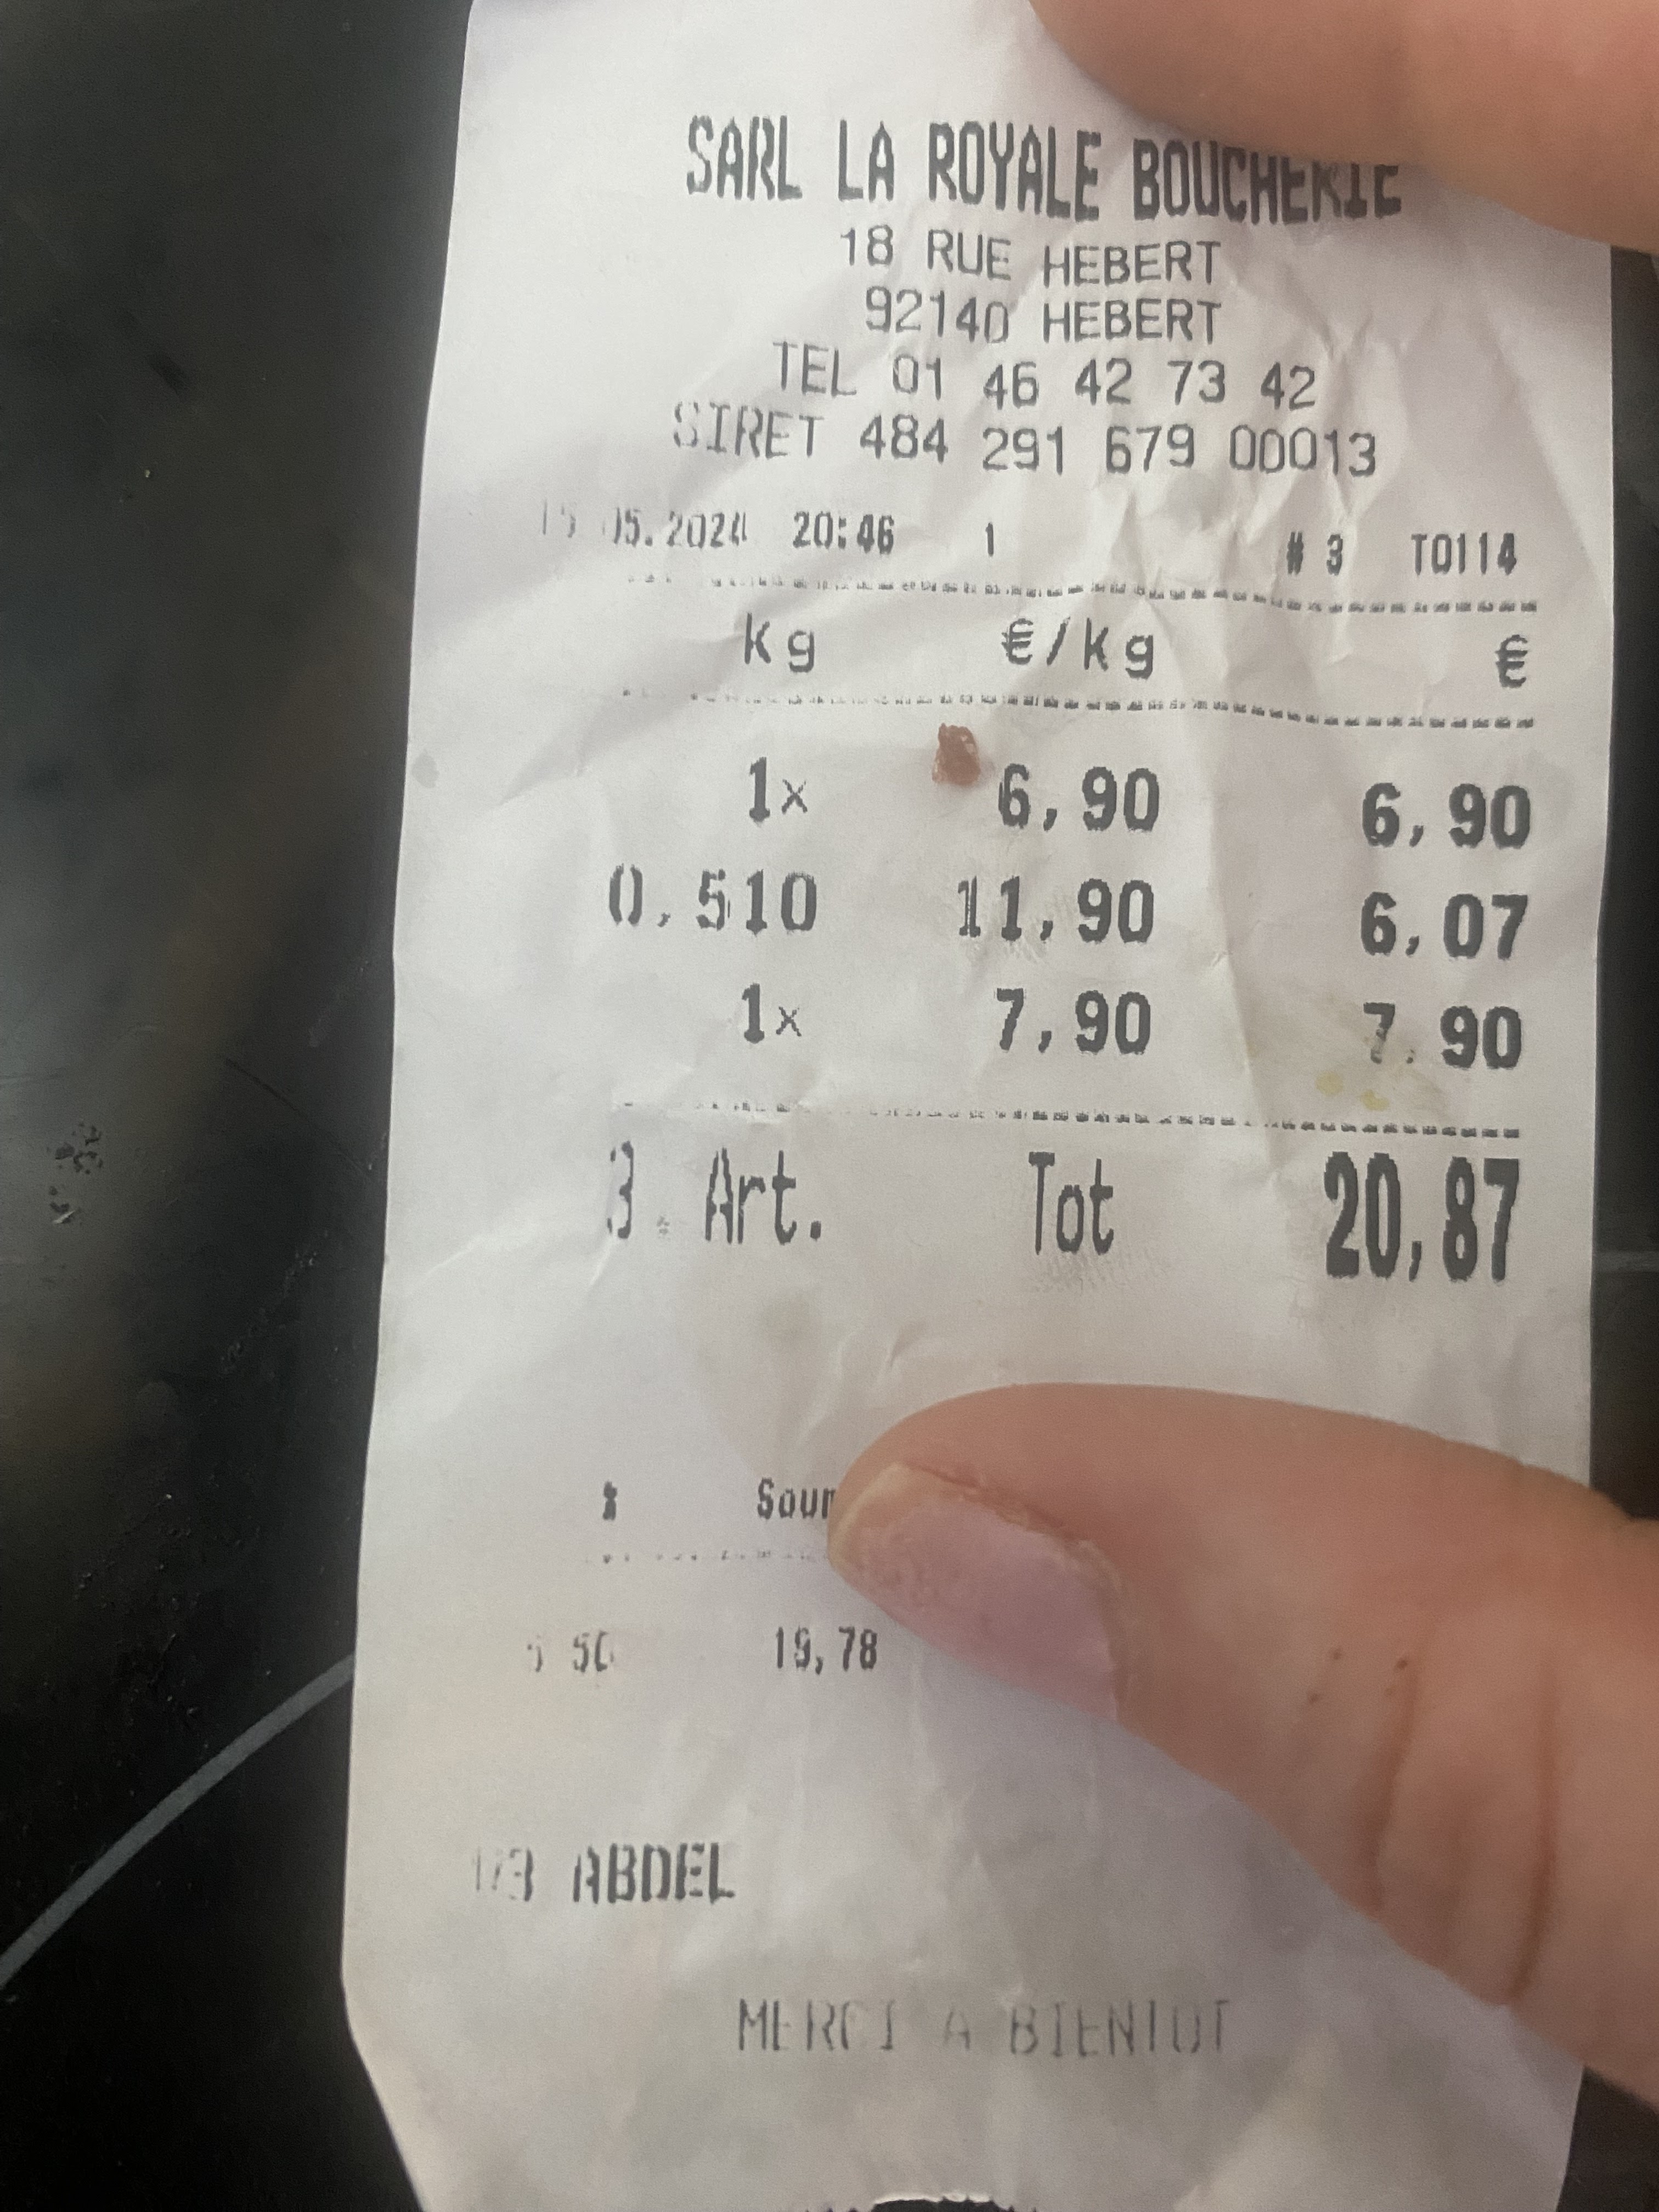 SARL LA ROYALE BOUCHERIE
18 RUE HEBERT
92140 HEBERT
TEL 01 46 42 73 42
SIRET 484 291 679 00013
20:46 1 # 3 T0114
kg €/kg €
1x 6,90 6,90
0,510 11,90 6,07
1x 7,90 7,90
3 Art. Tot 20,87
%
19,78
ABDEL
MERCI A BIENTOT